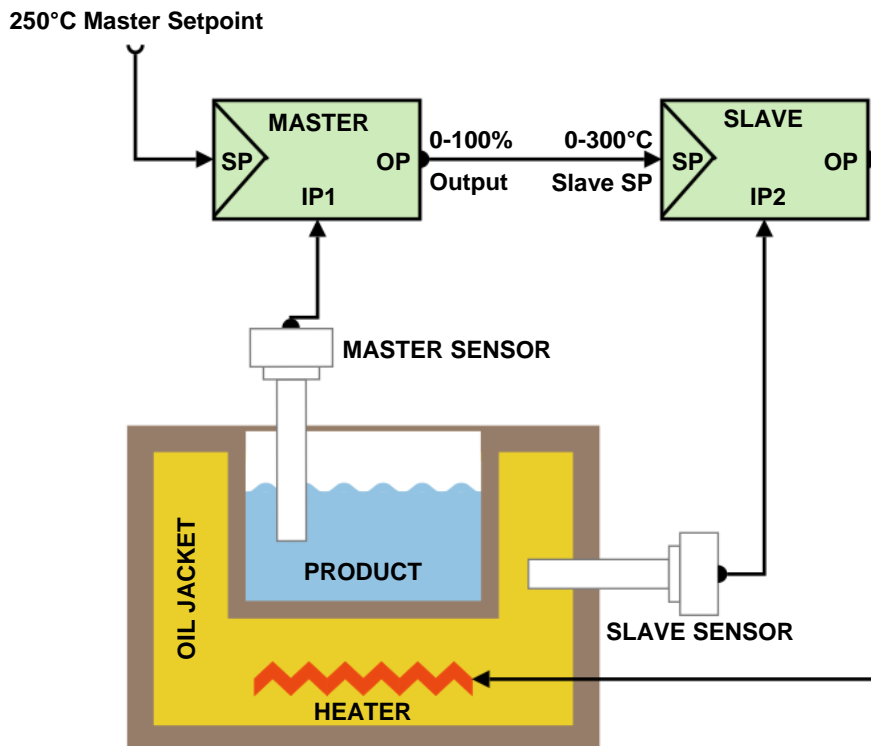 250°C Master Setpoint
MASTER
SP
OP
IP1
0-100%
Output
0-300°C
Slave SP
SLAVE
SP
OP
IP2
MASTER SENSOR
OIL JACKET
PRODUCT
SLAVE SENSOR
HEATER